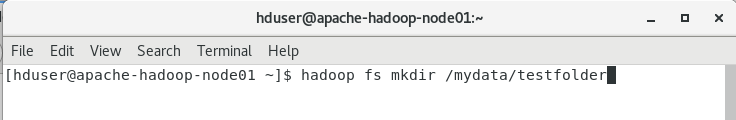 hduser@apache-hadoop-node01:~
File Edit View Search Terminal Help
[hduser@apache-hadoop-node01 ~]$ hadoop fs mkdir /mydata/testfolder